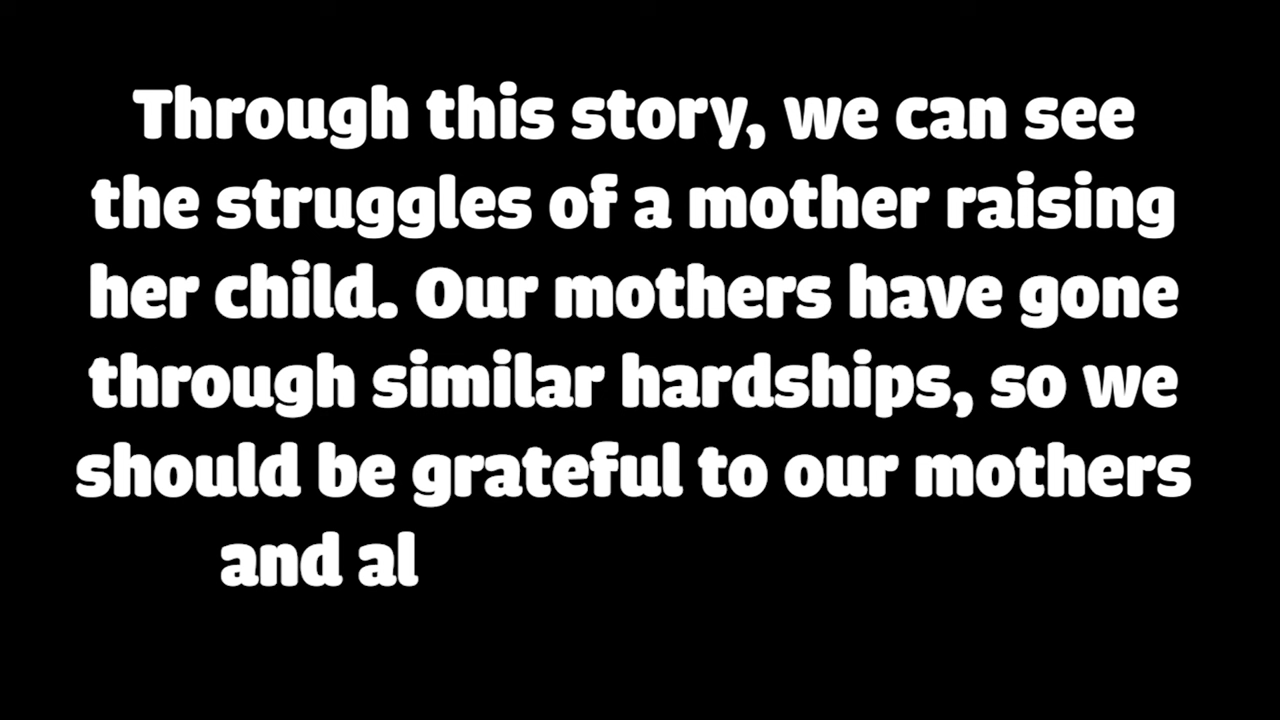 Through this story, we can see
the struggles of a mother raising
her child. Our mothers have gone
through similar hardships, so we
should be grateful to our mothers
and al